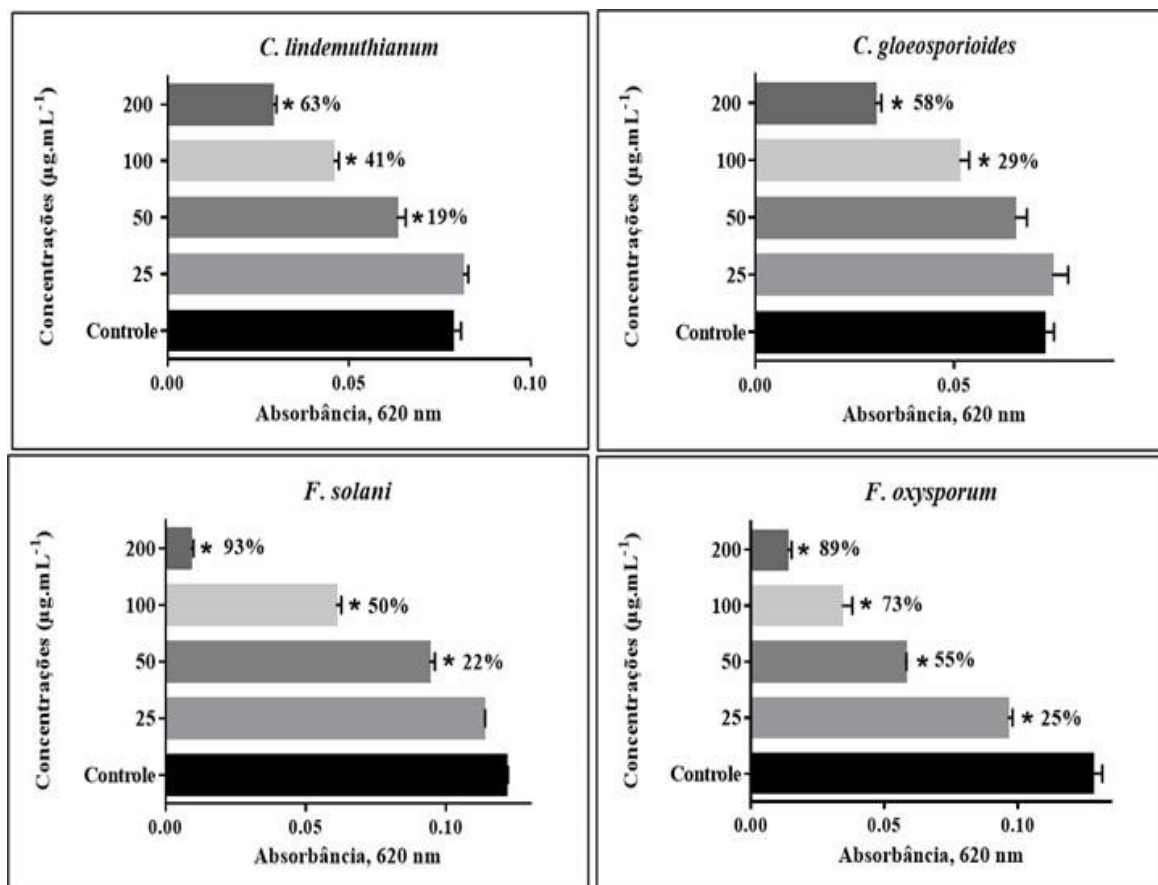 C. lindemuthianum
Concentrações (µg.mL⁻¹)
200
* 63%
100
* 41%
50
*19%
25
Controle
0.00
0.05
0.10
Absorbância, 620 nm
C. gloeosporioides
Concentrações (µg.mL⁻¹)
200
* 58%
100
* 29%
50
25
Controle
0.00
0.05
Absorbância, 620 nm
F. solani
Concentrações (µg.mL⁻¹)
200
* 93%
100
* 50%
50
* 22%
25
Controle
0.00
0.05
0.10
Absorbância, 620 nm
F. oxysporum
Concentrações (µg.mL⁻¹)
200
* 89%
100
* 73%
50
* 55%
25
* 25%
Controle
0.00
0.05
0.10
Absorbância, 620 nm